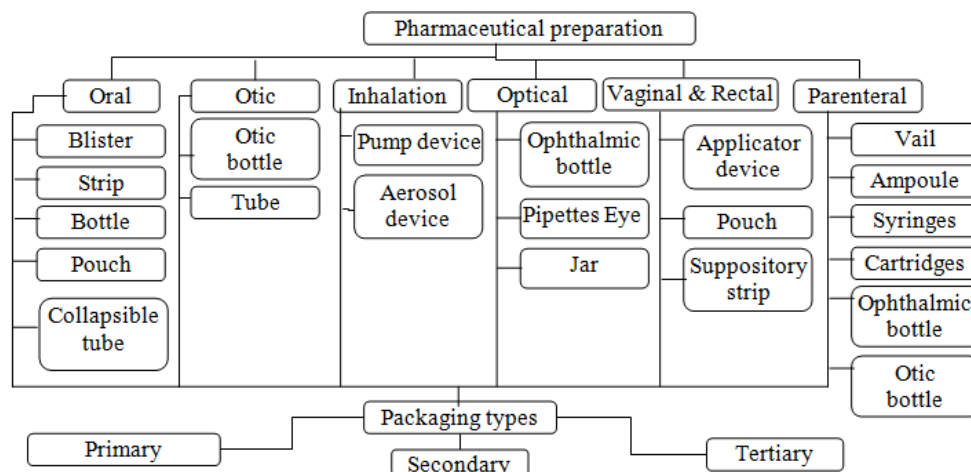 Pharmaceutical preparation
Oral
Otic
Inhalation
Optical
Vaginal & Rectal
Parenteral
Blister
Strip
Bottle
Pouch
Collapsible
tube
Otic
bottle
Tube
Pump device
Aerosol
device
Ophthalmic
bottle
Pipettes Eye
Jar
Applicator
device
Pouch
Suppository
strip
Vail
Ampoule
Syringes
Cartridges
Ophthalmic
bottle
Otic
bottle
Packaging types
Primary
Secondary
Tertiary